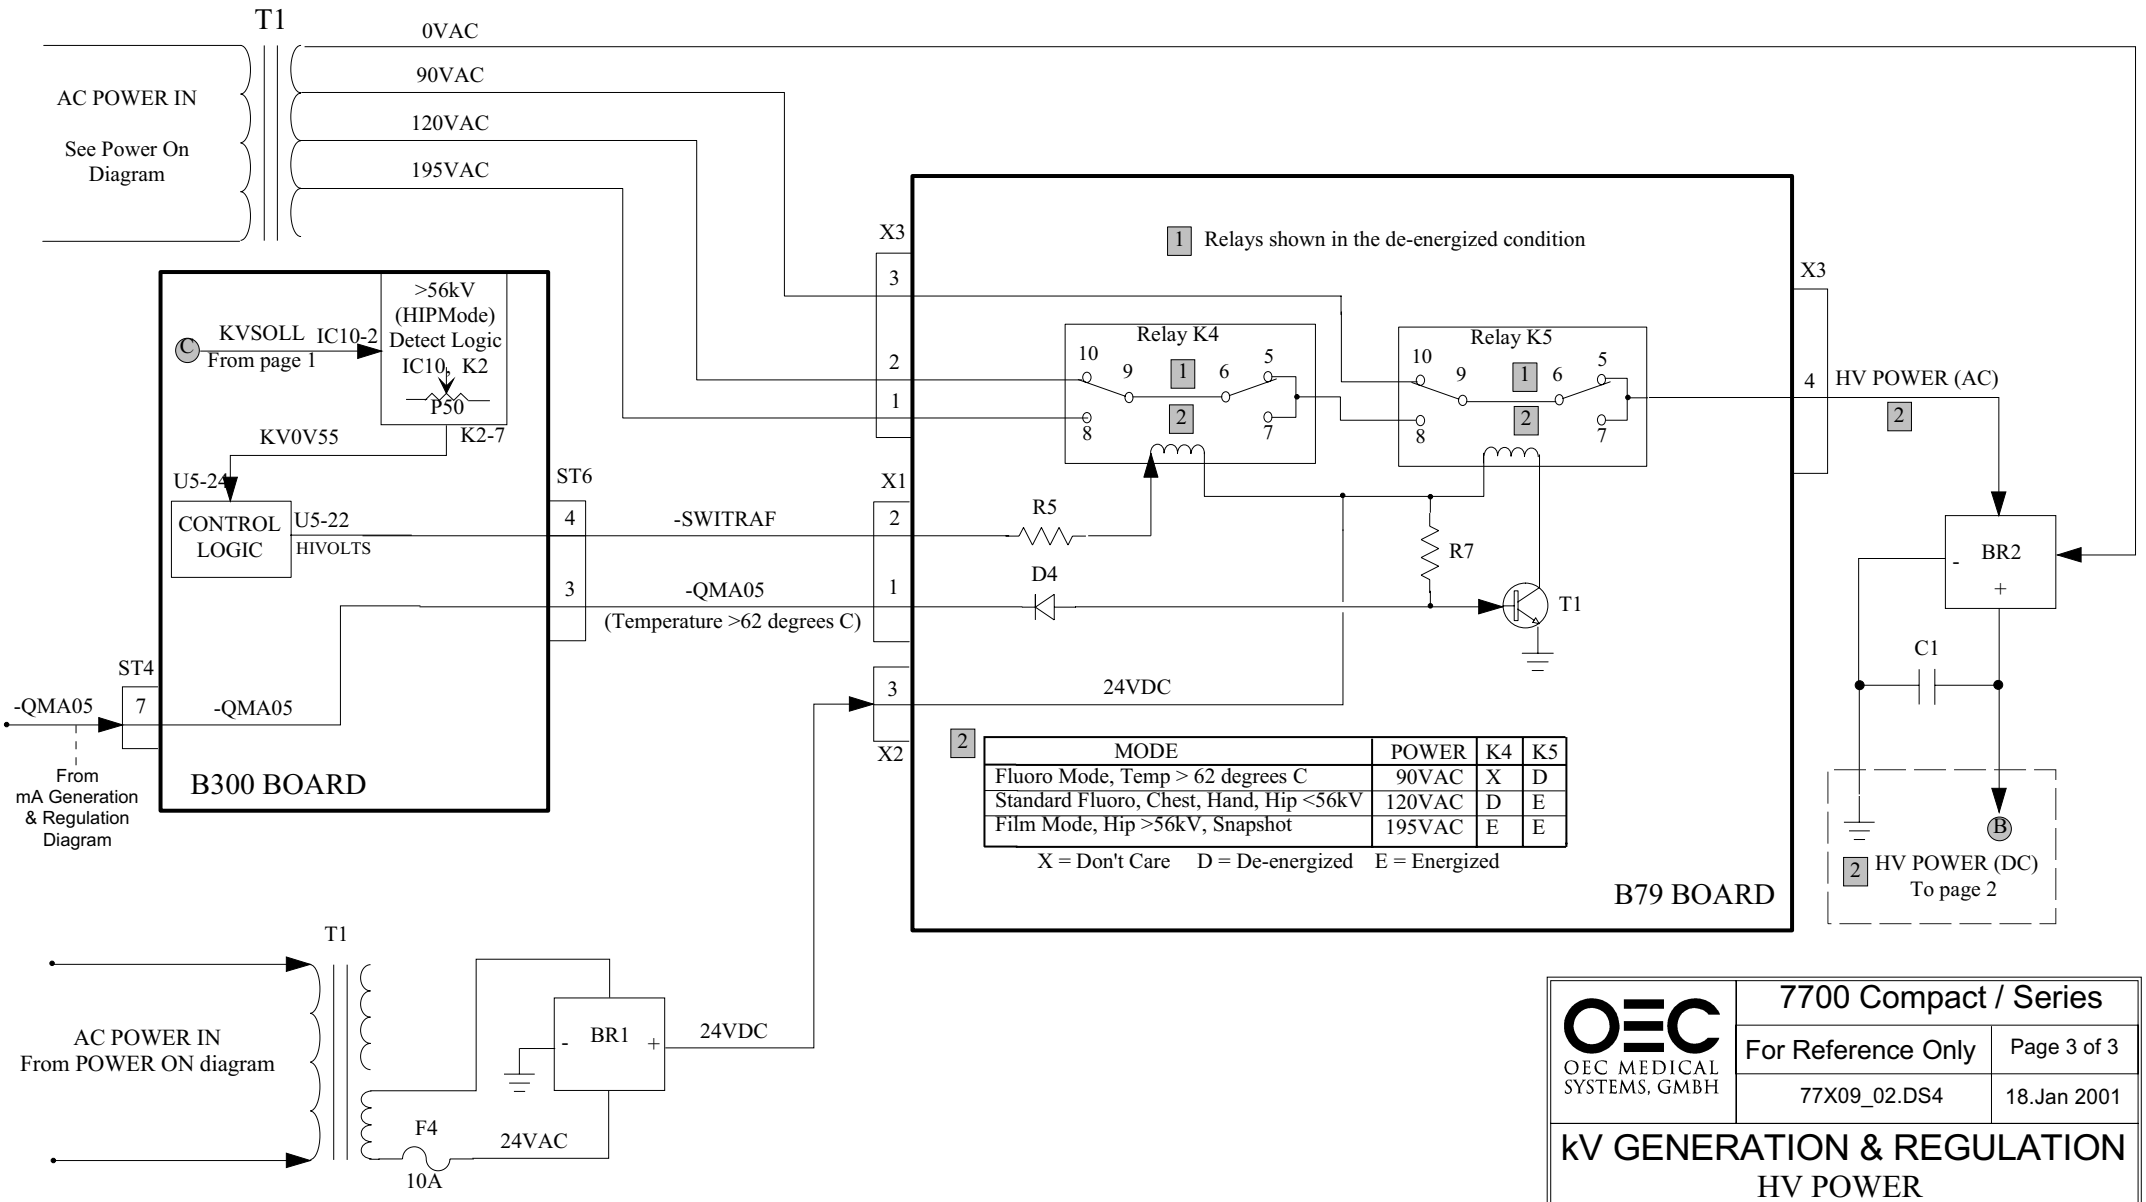 T1
0VAC
90VAC
120VAC
195VAC
AC POWER IN
See Power On
Diagram
X3
3
2
1
1 Relays shown in the de-energized condition
X3
4
HV POWER (AC)
2
Relay K4
10
9
1
6
5
2
8
7
Relay K5
10
9
1
6
5
2
8
7
>56kV
(HIPMode)
Detect Logic
IC10, K2
P50
C
KVSOLL
IC10-2
From page 1
K2-7
KV0V55
U5-24
CONTROL
LOGIC
U5-22
HIVOLTS
ST6
4
3
-SWITRAF
-QMA05
(Temperature >62 degrees C)
X1
2
1
R5
D4
R7
T1
BR2
-
+
C1
B
2 HV POWER (DC)
To page 2
ST4
7
-QMA05
-QMA05
From
mA Generation
& Regulation
Diagram
B300 BOARD
3
X2
24VDC
2
MODE POWER K4 K5
Fluoro Mode, Temp > 62 degrees C 90VAC X D
Standard Fluoro, Chest, Hand, Hip <56kV 120VAC D E
Film Mode, Hip >56kV, Snapshot 195VAC E E
X = Don't Care D = De-energized E = Energized
B79 BOARD
T1
AC POWER IN
From POWER ON diagram
BR1
-
+
24VDC
F4
10A
24VAC
OEC
OEC MEDICAL
SYSTEMS, GMBH
7700 Compact / Series
For Reference Only
Page 3 of 3
77X09_02.DS4
18.Jan 2001
kV GENERATION & REGULATION
HV POWER